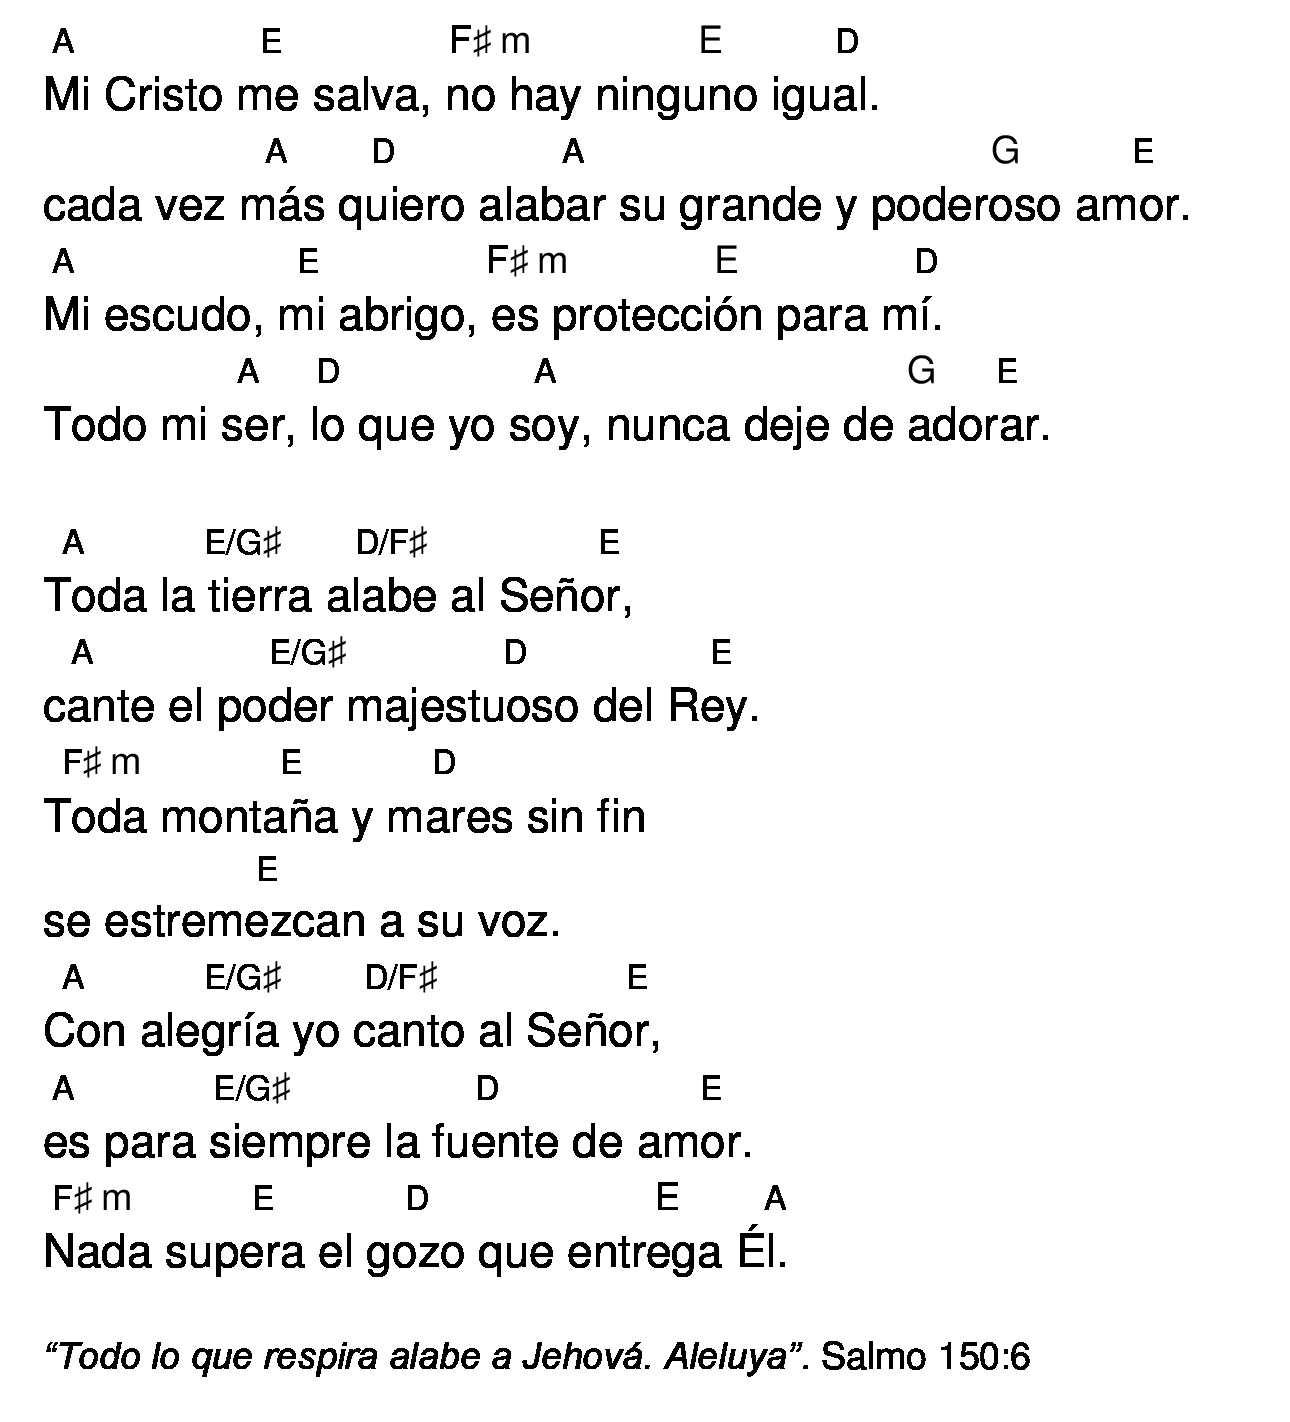 A E F♯m E D
Mi Cristo me salva, no hay ninguno igual.
A D A G E
cada vez más quiero alabar su grande y poderoso amor.
A E F♯m E D
Mi escudo, mi abrigo, es protección para mí.
A D A G E
Todo mi ser, lo que yo soy, nunca deje de adorar.
A E/G♯ D/F♯ E
Toda la tierra alabe al Señor,
A E/G♯ D E
cante el poder majestuoso del Rey.
F♯m E D
Toda montaña y mares sin fin
E
se estremezcan a su voz.
A E/G♯ D/F♯ E
Con alegría yo canto al Señor,
A E/G♯ D E
es para siempre la fuente de amor.
F♯m E D E A
Nada supera el gozo que entrega Él.
“Todo lo que respira alabe a Jehová. Aleluya”. Salmo 150:6